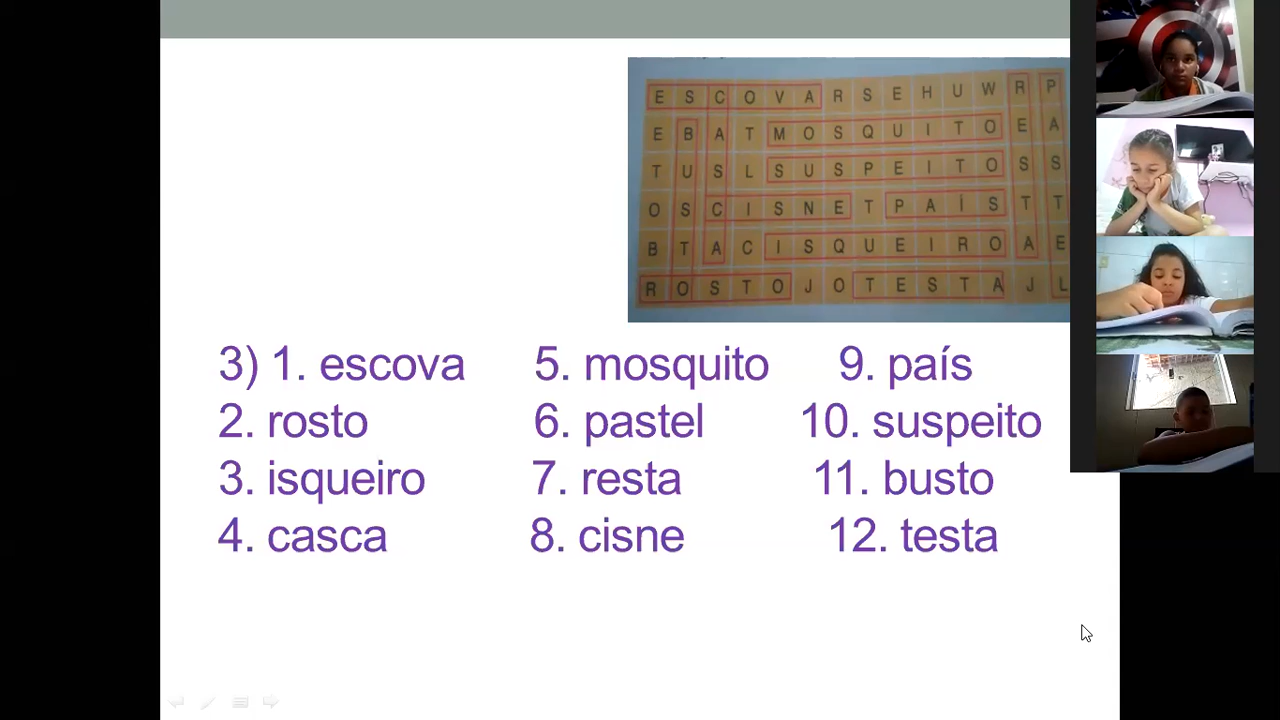 E S C O V A R S E H U W R P
E B A T M O S Q U I T O E A
T U S L S U S P E I T O S S
O S C I S N E T P A Í S T T
B T A C I S Q U E I R O A E
R O S T O J O T E S T A J L
3) 1. escova 5. mosquito 9. país
2. rosto 6. pastel 10. suspeito
3. isqueiro 7. resta 11. busto
4. casca 8. cisne 12. testa